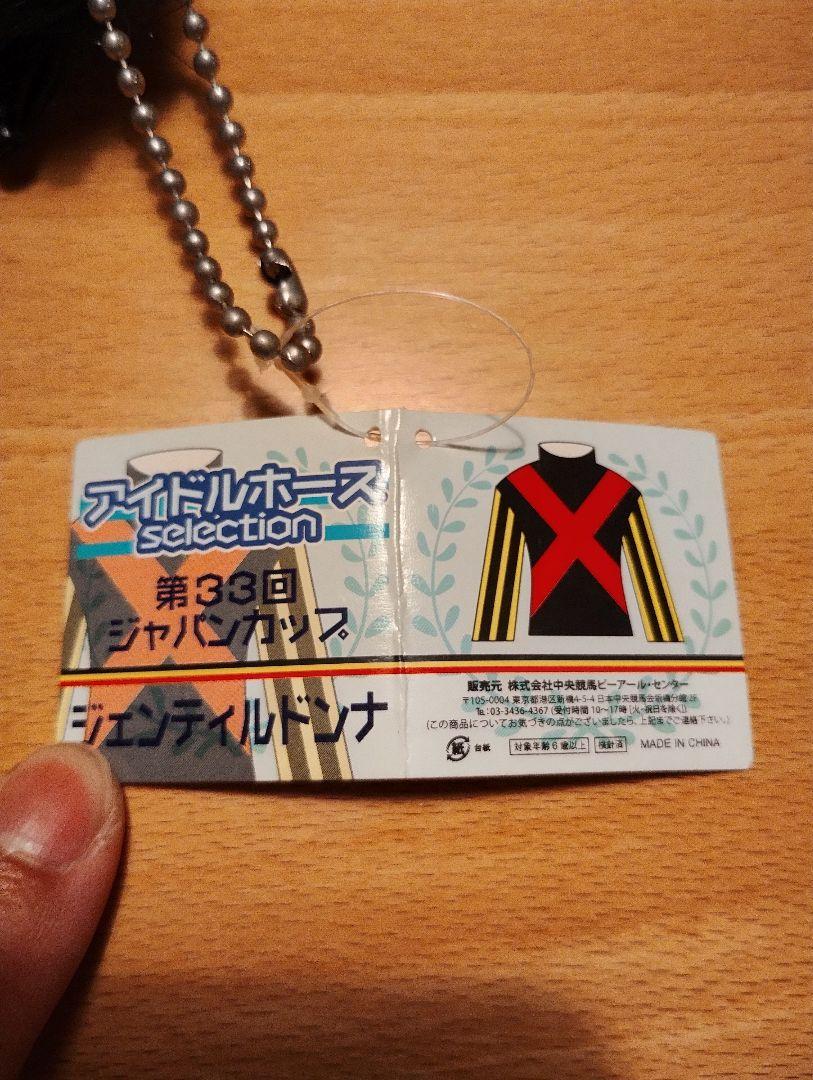 アイドルホース
selection
第33回
ジャパンカップ
ジェンティルドンナ
販売元 株式会社中央競馬ピーアール・センター
〒105-0004 東京都港区新橋4-5-4 日本中央競馬会新橋分館2F
TEL:03-3436-4367 (受付時間 10〜17時 [火・祝日を除く])
(この商品についてお気づきの点がございましたら、上記までご連絡下さい。)
紙 台紙 対象年齢6歳以上 検針済 MADE IN CHINA